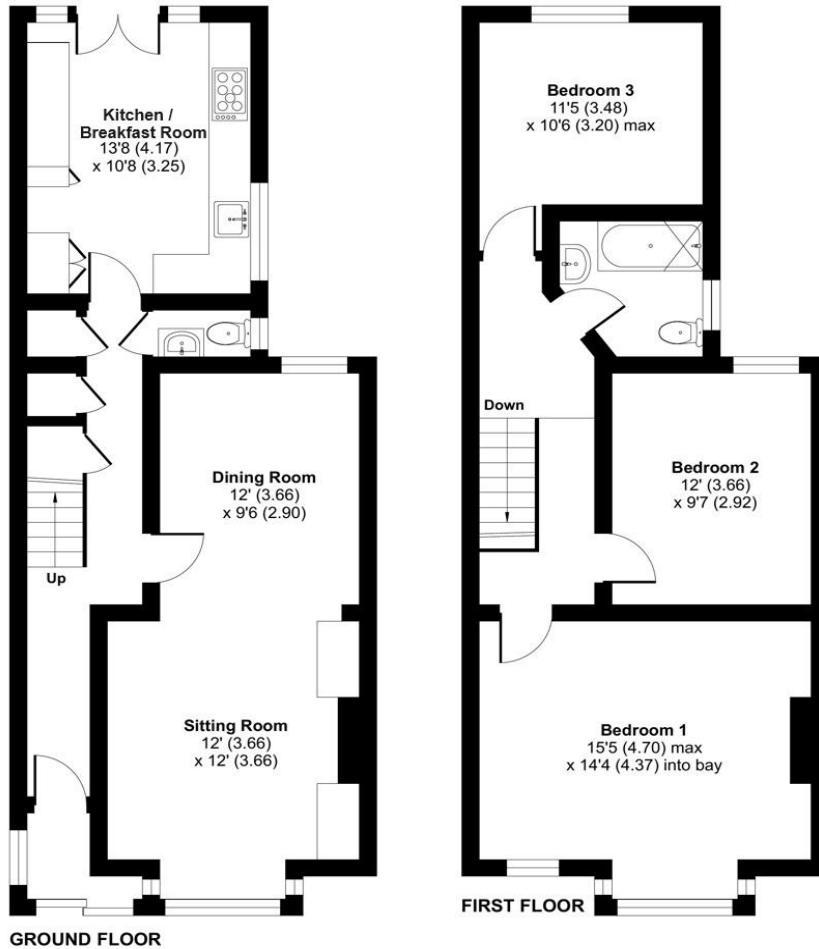 Kitchen /
Breakfast Room
13'8 (4.17)
x 10'8 (3.25)
Dining Room
12' (3.66)
x 9'6 (2.90)
Up
Sitting Room
12' (3.66)
x 12' (3.66)
GROUND FLOOR
Bedroom 3
11'5 (3.48)
x 10'6 (3.20) max
Down
Bedroom 2
12' (3.66)
x 9'7 (2.92)
Bedroom 1
15'5 (4.70) max
x 14'4 (4.37) into bay
FIRST FLOOR